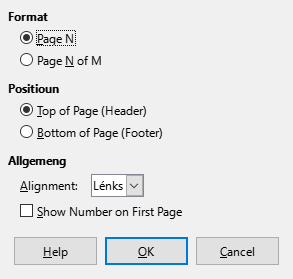 Format
Page N
Page N of M
Positioun
Top of Page (Header)
Bottom of Page (Footer)
Allgemeng
Alignment: Lénks
Show Number on First Page
Help OK Cancel